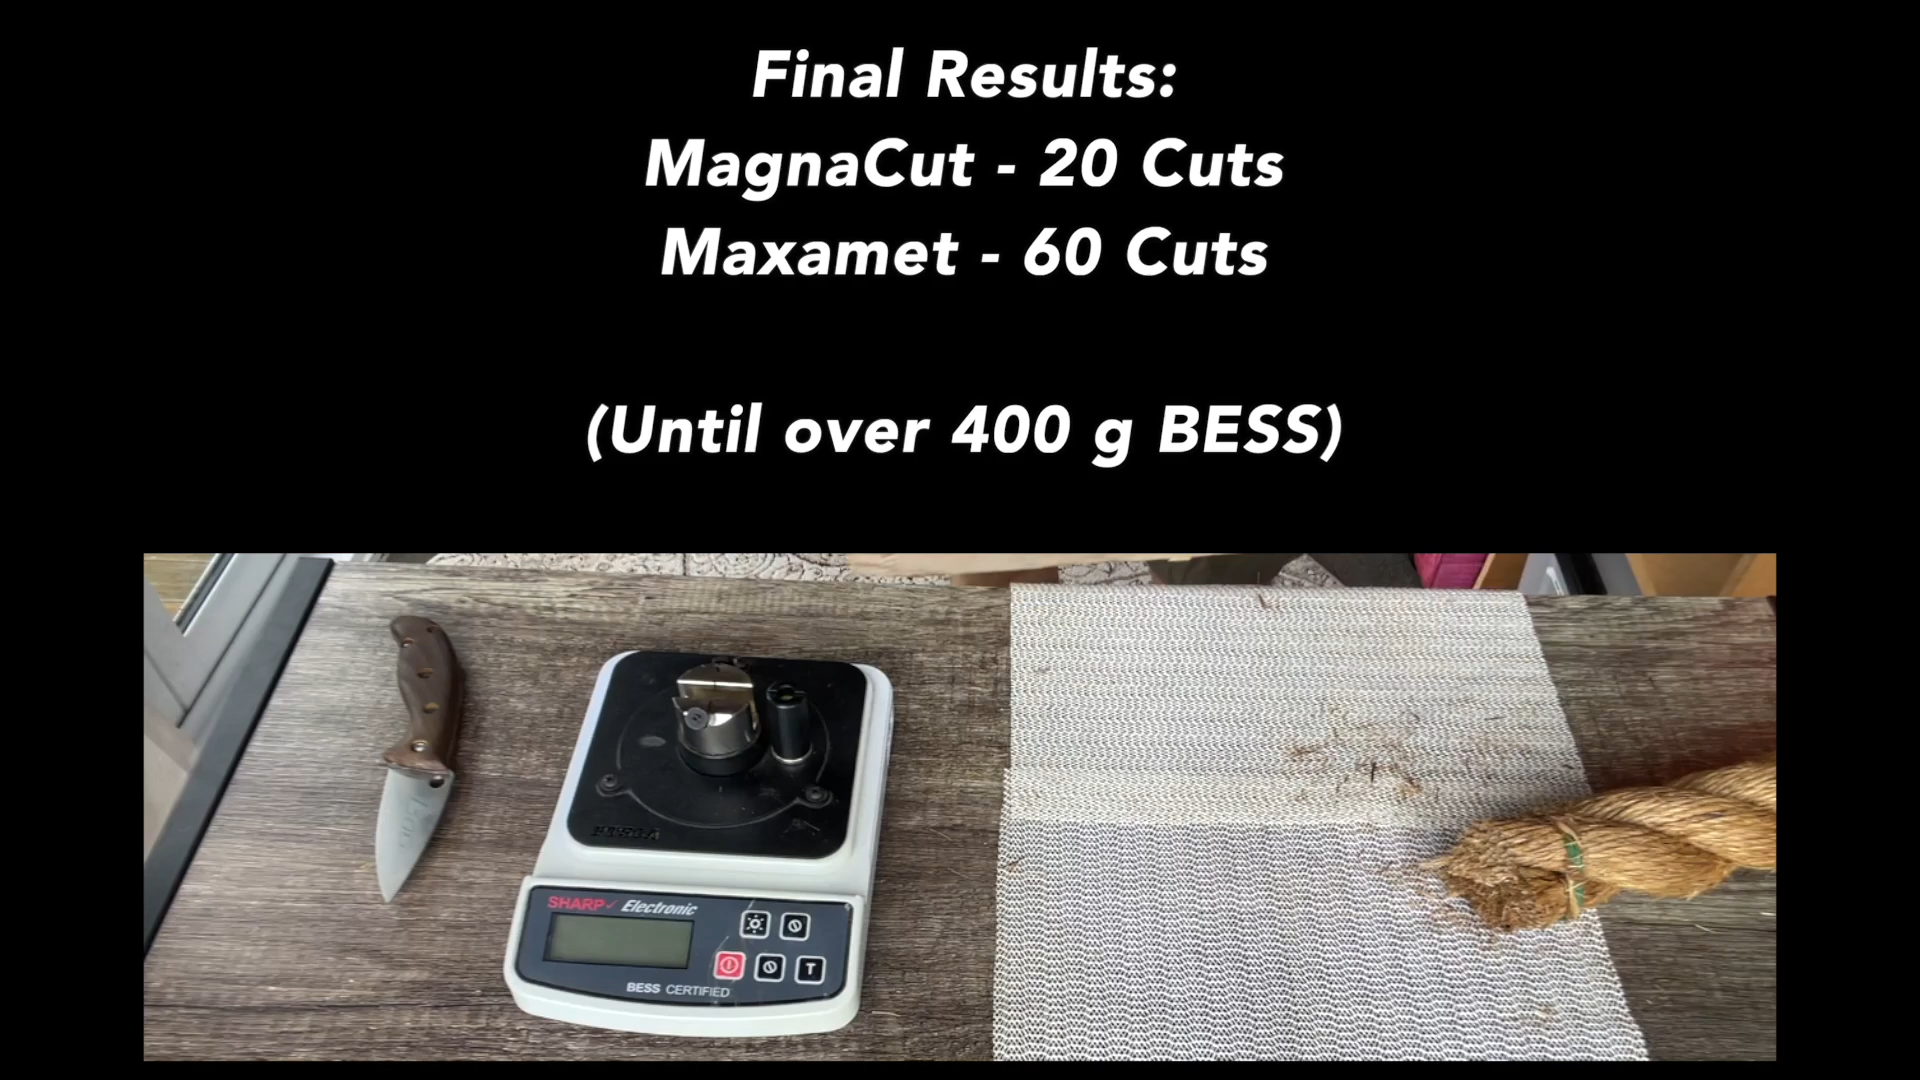 Final Results:
MagnaCut - 20 Cuts
Maxamet - 60 Cuts
(Until over 400 g BESS)
SHARP✓ Electronic
T
BESS CERTIFIED